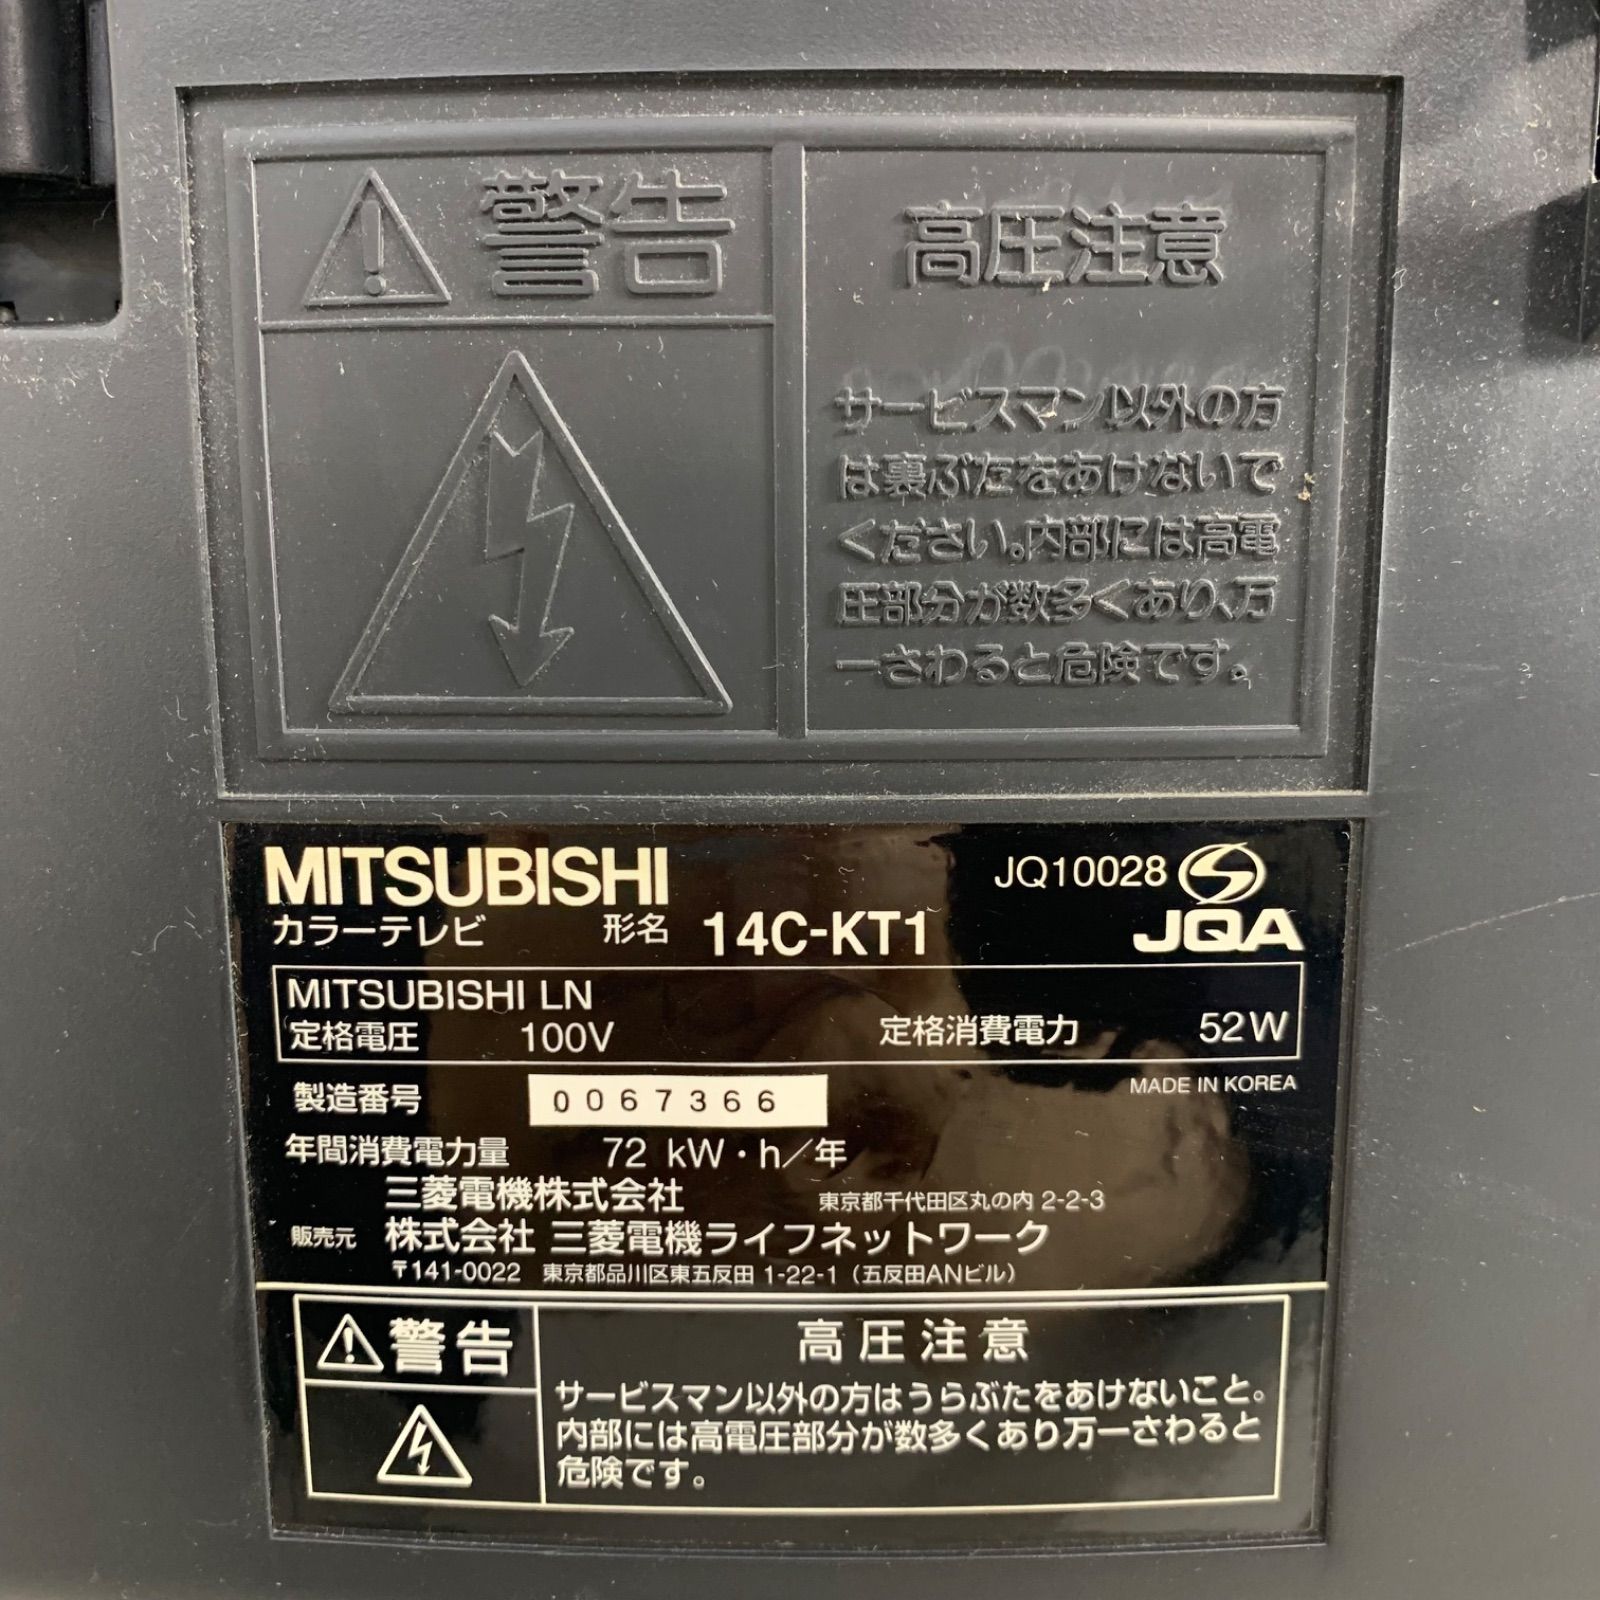 警告
高圧注意
サービスマン以外の方
は裏ぶたをあけないで
ください。内部には高電
圧部分が数多くあり、万
一さわると危険です。
MITSUBISHI
JQ10028
カラーテレビ 形名 14C-KT1
JQA
MITSUBISHI LN
定格電圧 100V 定格消費電力 52W
製造番号 0067366
MADE IN KOREA
年間消費電力量 72 kW・h/年
三菱電機株式会社 東京都千代田区丸の内 2-2-3
販売元 株式会社 三菱電機ライフネットワーク
〒141-0022 東京都品川区東五反田 1-22-1(五反田ANビル)
警告
高圧注意
サービスマン以外の方はうらぶたをあけないこと。
内部には高電圧部分が数多くあり万一さわると
危険です。